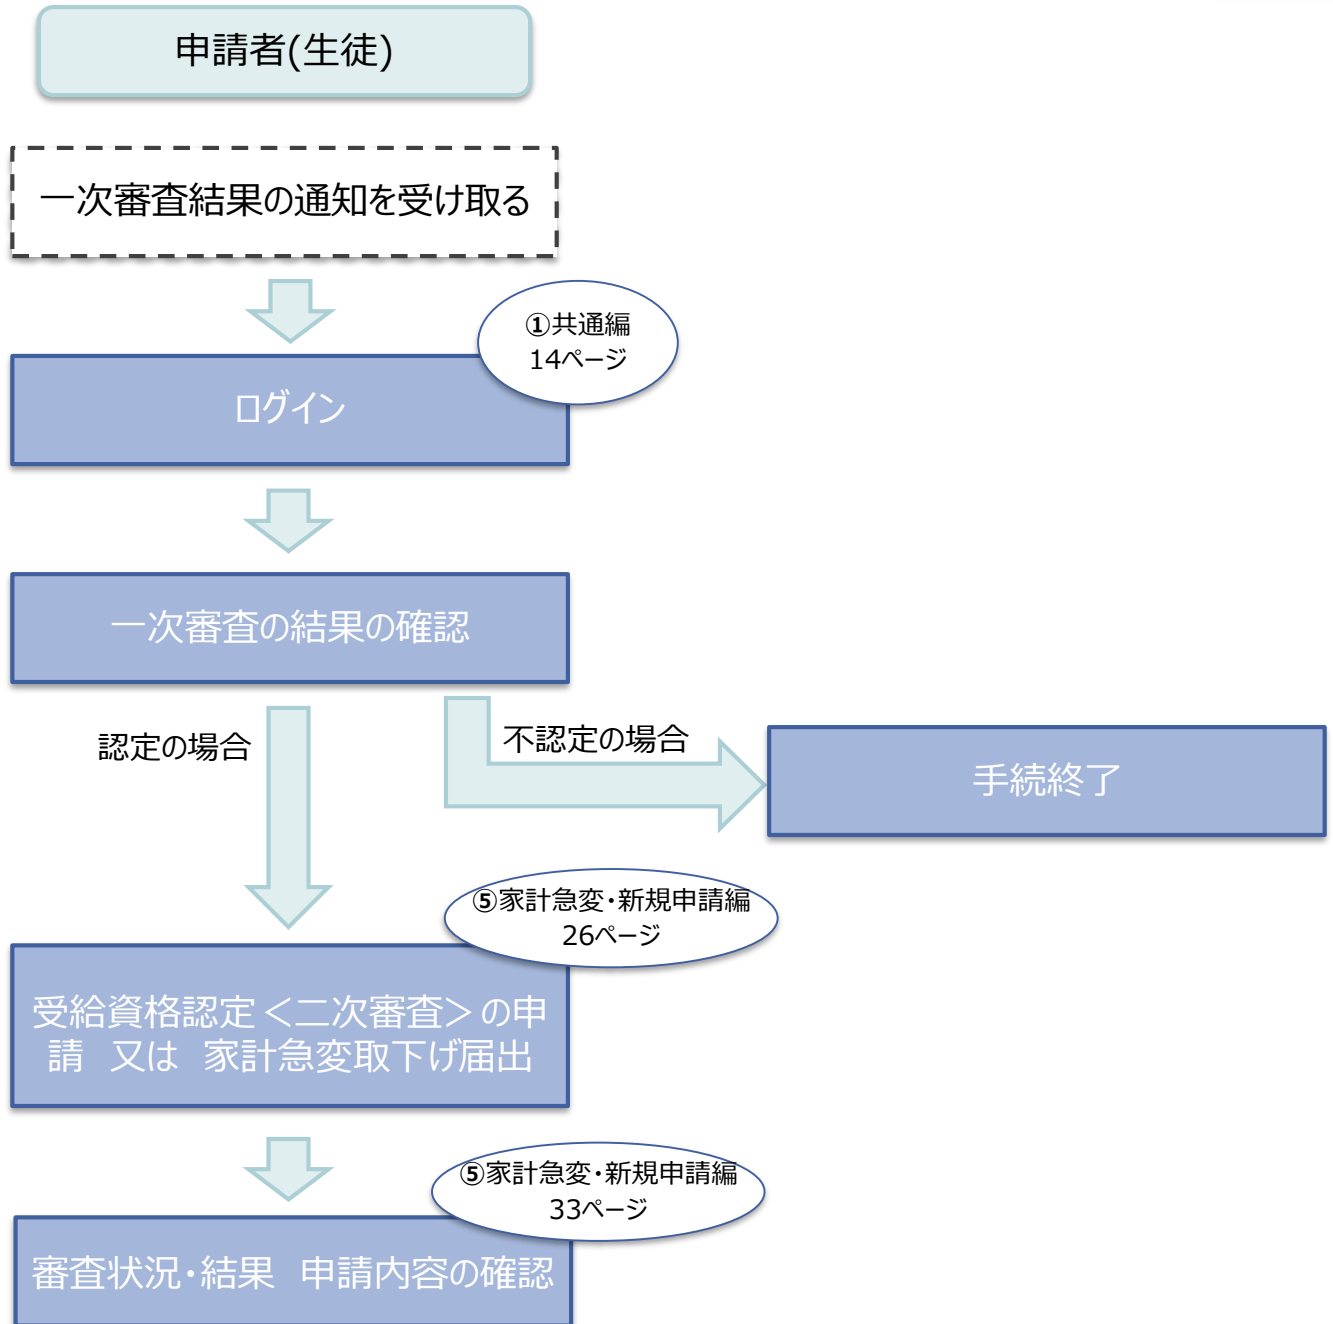 申請者(生徒)
一次審査結果の通知を受け取る
①共通編
14ページ
ログイン
一次審査の結果の確認
認定の場合
不認定の場合
手続終了
⑤家計急変・新規申請編
26ページ
受給資格認定＜二次審査＞の申
請　又は　家計急変取下げ届出
⑤家計急変・新規申請編
33ページ
審査状況・結果　申請内容の確認